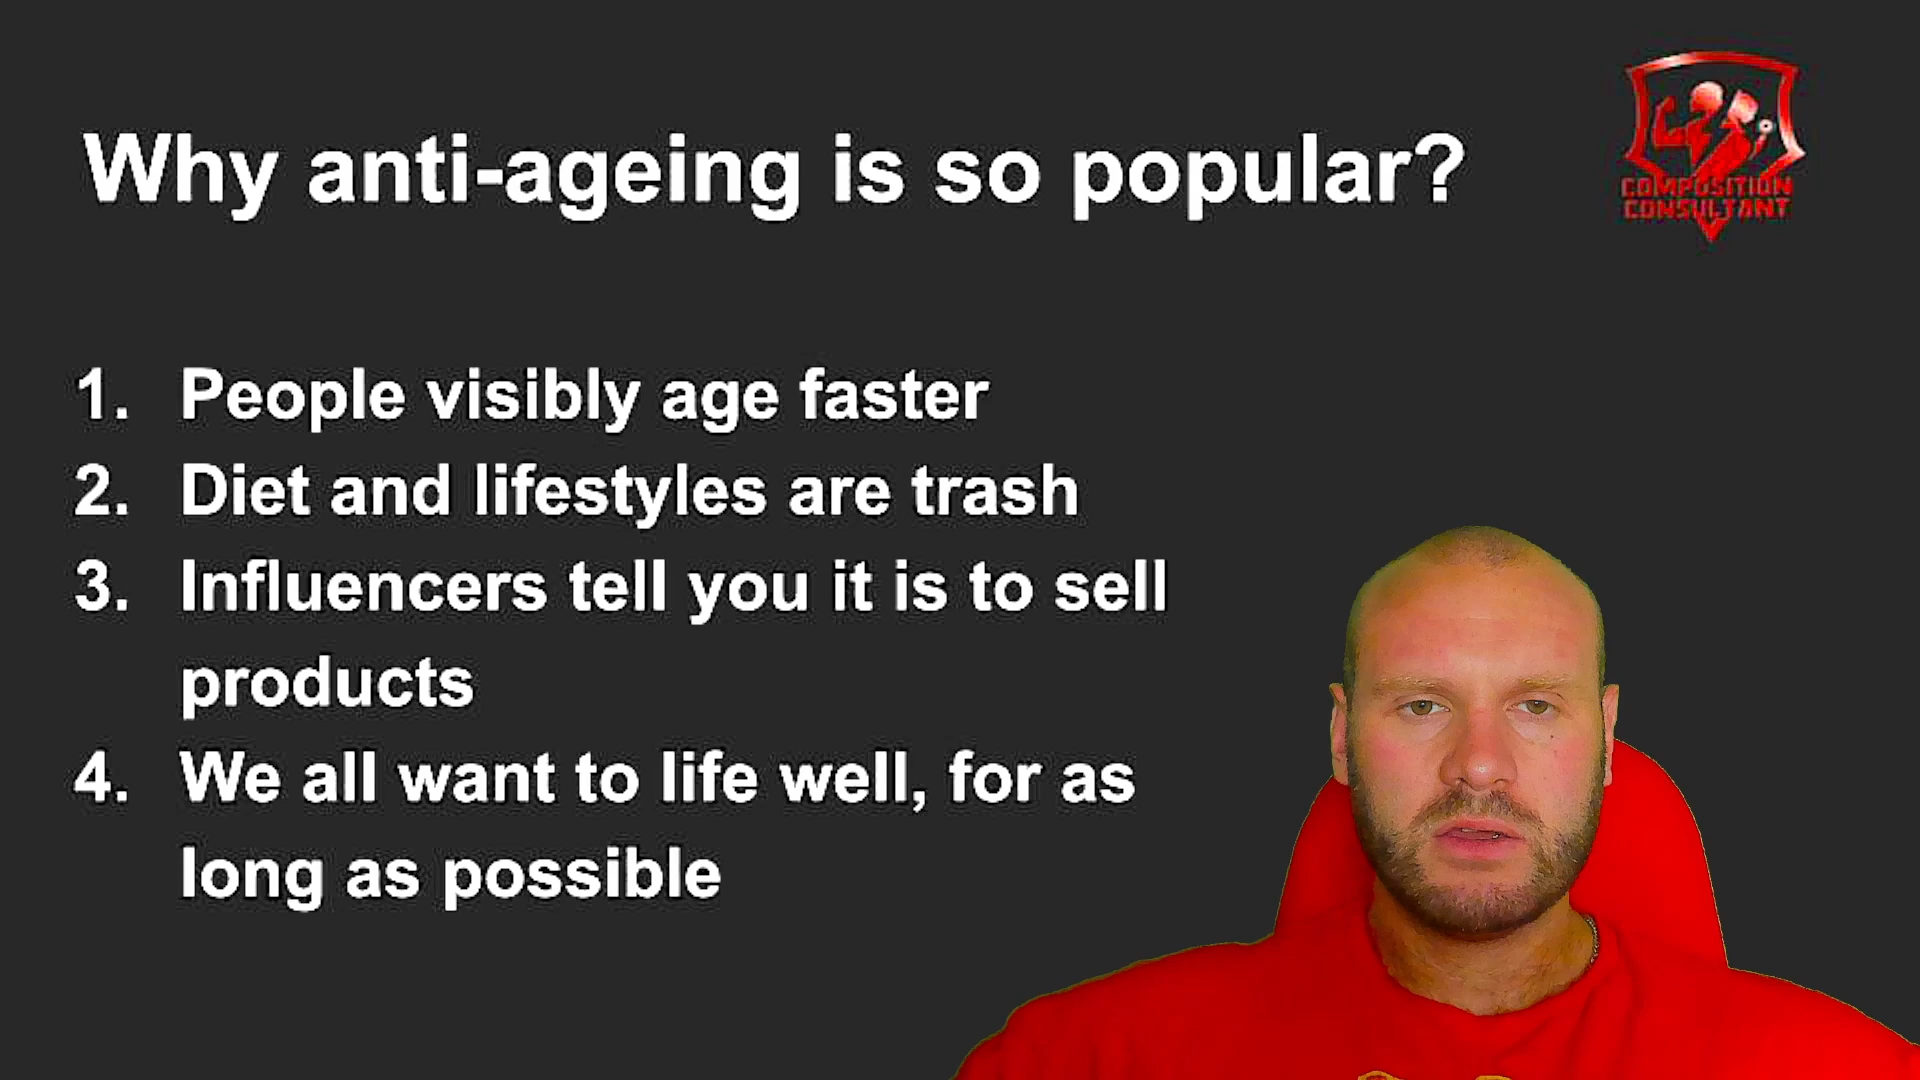 Why anti-ageing is so popular?
COMPOSITION
CONSULTANT
1. People visibly age faster
2. Diet and lifestyles are trash
3. Influencers tell you it is to sell
products
4. We all want to life well, for as
long as possible